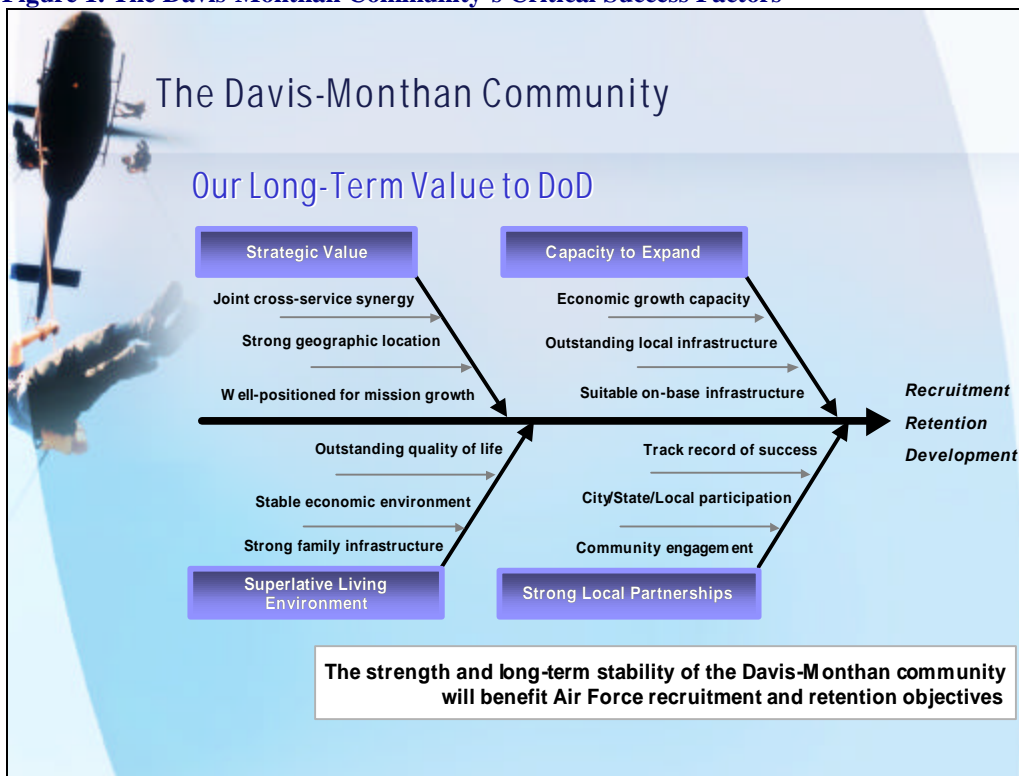 Figure 1. The Davis-Monthan Community's Critical Success Factors
The Davis-Monthan Community
Our Long-Term Value to DoD
Strategic Value
Joint cross-service synergy
Strong geographic location
Well-positioned for mission growth
Capacity to Expand
Economic growth capacity
Outstanding local infrastructure
Suitable on-base infrastructure
Recruitment
Retention
Development
Outstanding quality of life
Stable economic environment
Strong family infrastructure
Superlative Living
Environment
Track record of success
City/State/Local participation
Community engagement
Strong Local Partnerships
The strength and long-term stability of the Davis-Monthan community
will benefit Air Force recruitment and retention objectives